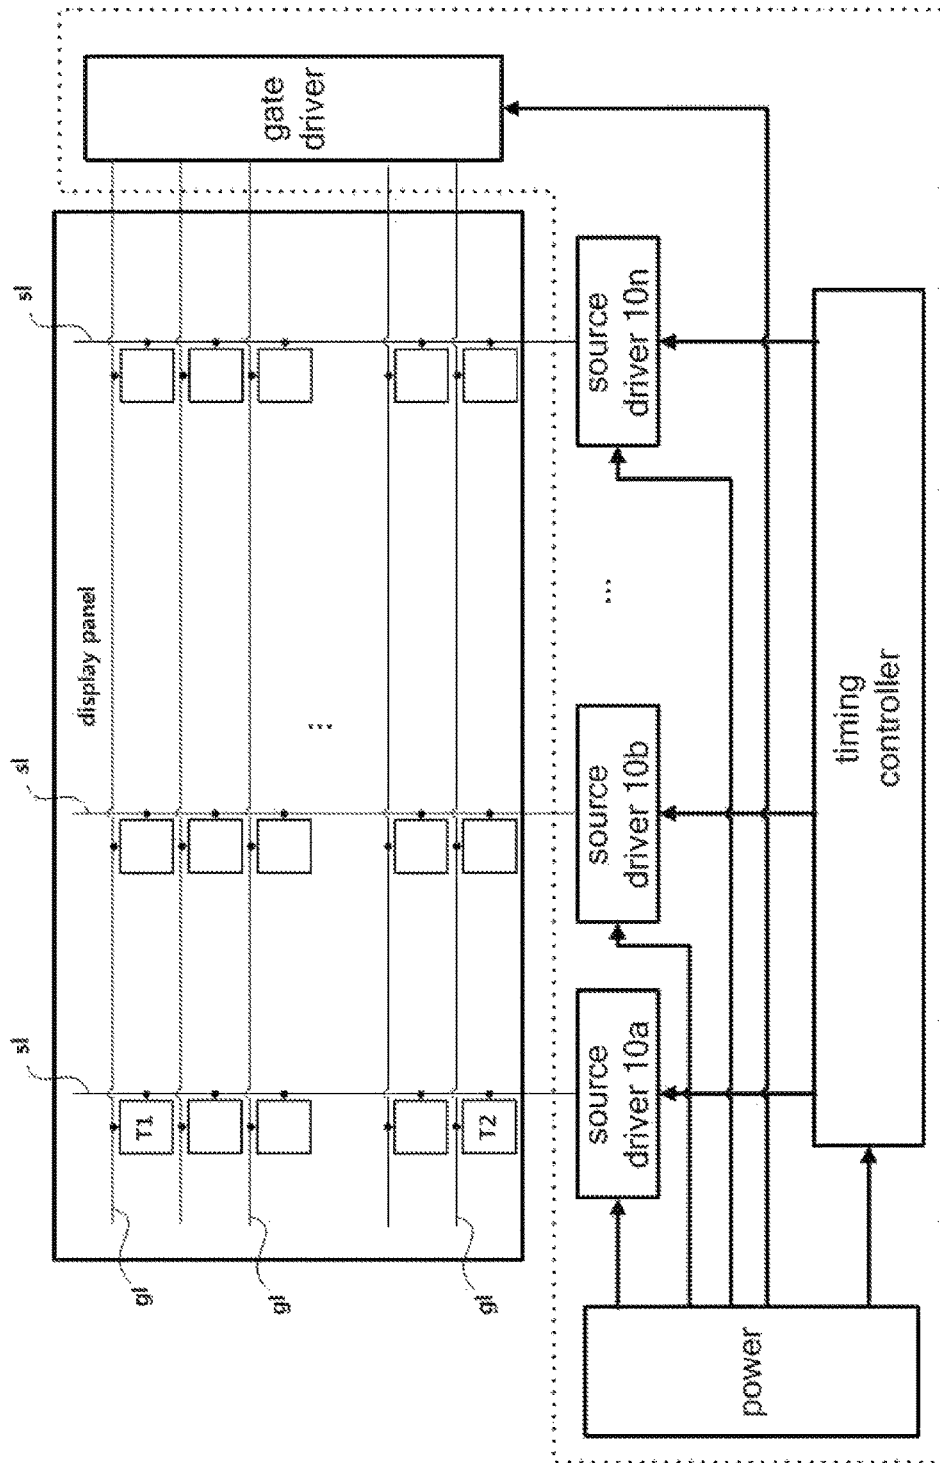 sl
sl
sl
display panel
gl
T1
gate
driver
gl
...
gl
T2
source
driver 10a
source
driver 10b
...
source
driver 10n
power
timing
controller